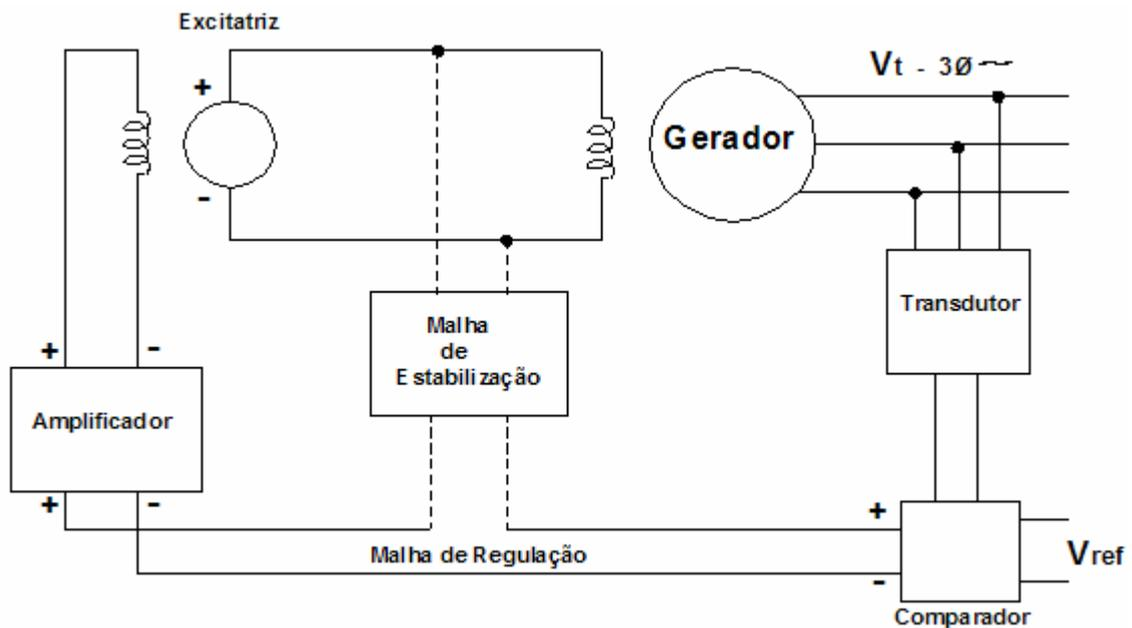 Excitatriz
Vt - 3Ø~
+
-
Gerador
Transdutor
Malha
de
Estabilização
+ -
Amplificador
+ -
+
Malha de Regulação
-
Vref
Comparador